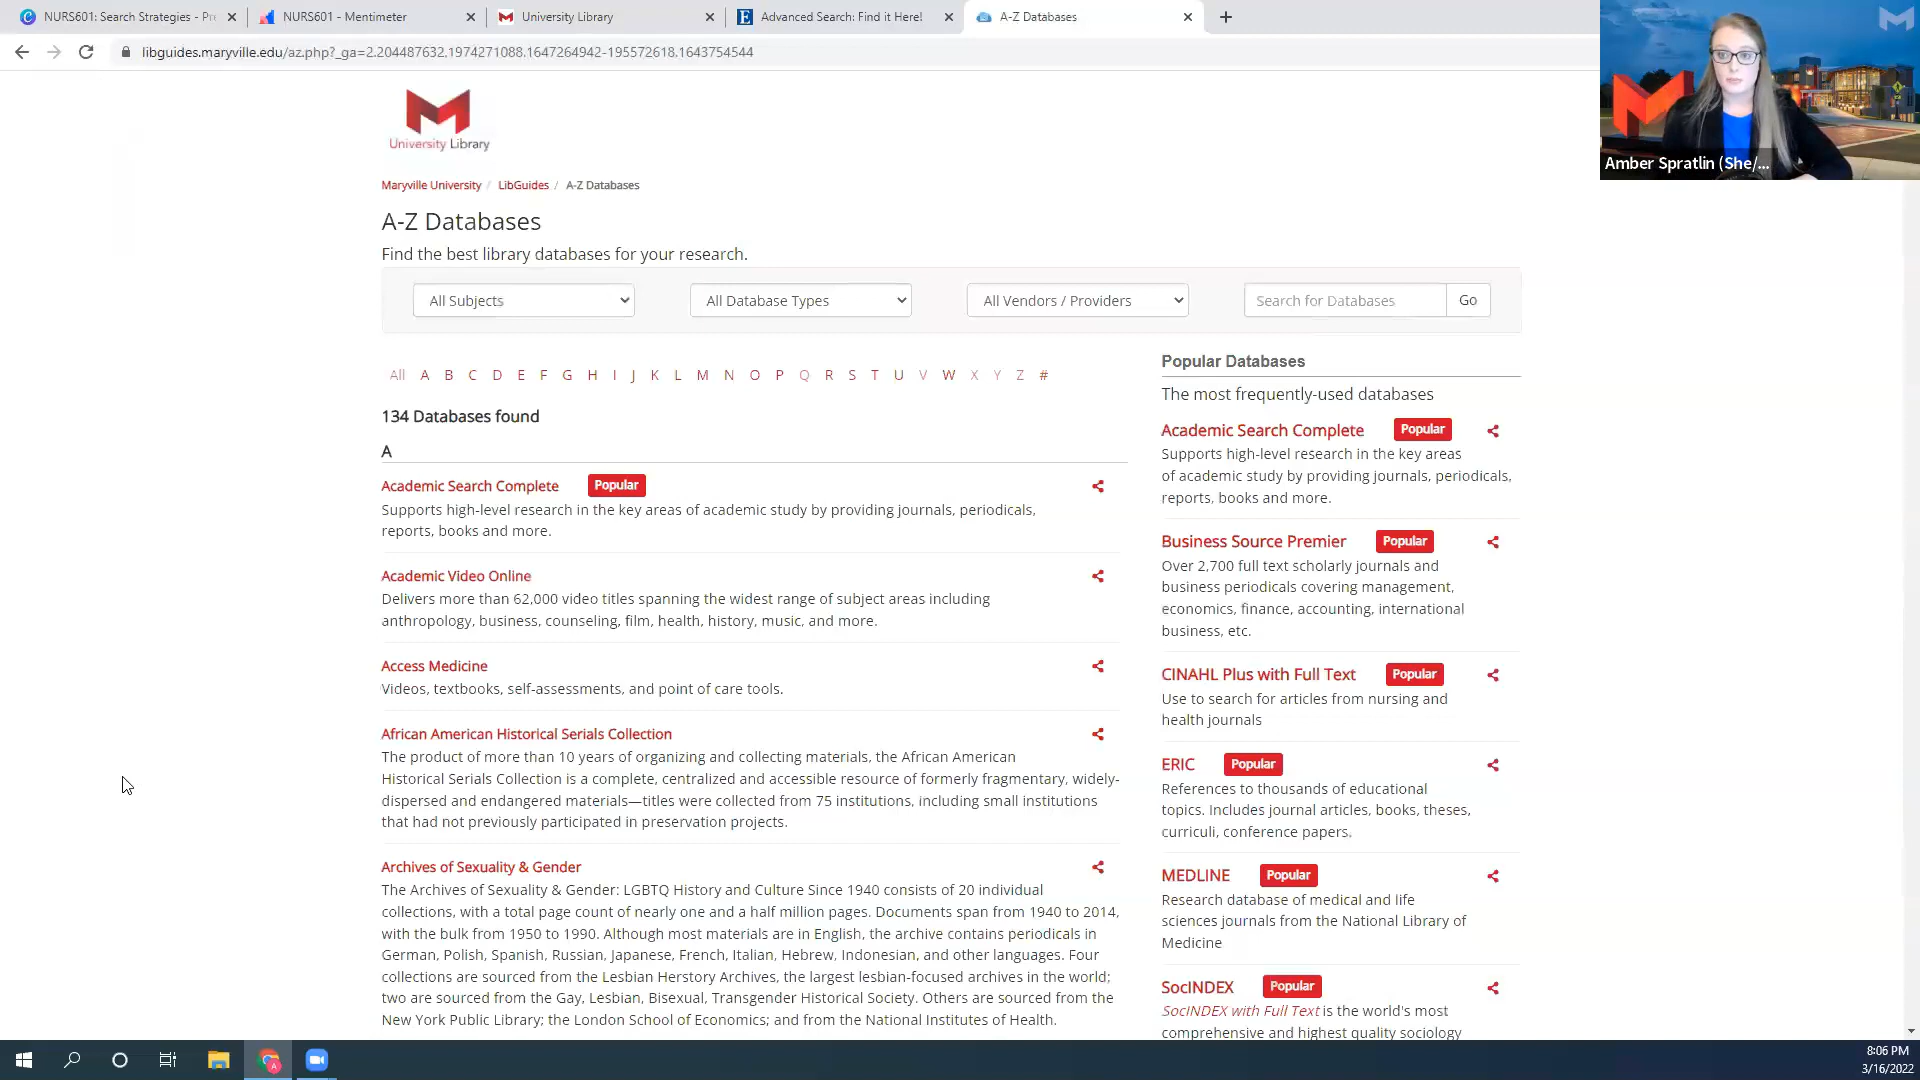 NURS601: Search Strategies - Pr
NURS601 - Mentimeter
University Library
Advanced Search: Find it Here!
A-Z Databases
libguides.maryville.edu/az.php?_ga=2.204487632.1974271088.1647264942-195572618.1643754544
Amber Spratlin (She/...
University Library
Maryville University / LibGuides / A-Z Databases
A-Z Databases
Find the best library databases for your research.
All Subjects
All Database Types
All Vendors / Providers
Search for Databases
Go
All A B C D E F G H I J K L M N O P Q R S T U V W X Y Z #
134 Databases found
A
Academic Search Complete Popular
Supports high-level research in the key areas of academic study by providing journals, periodicals,
reports, books and more.
Academic Video Online
Delivers more than 62,000 video titles spanning the widest range of subject areas including
anthropology, business, counseling, film, health, history, music, and more.
Access Medicine
Videos, textbooks, self-assessments, and point of care tools.
African American Historical Serials Collection
The product of more than 10 years of organizing and collecting materials, the African American
Historical Serials Collection is a complete, centralized and accessible resource of formerly fragmentary, widely-
dispersed and endangered materials—titles were collected from 75 institutions, including small institutions
that had not previously participated in preservation projects.
Archives of Sexuality & Gender
The Archives of Sexuality & Gender: LGBTQ History and Culture Since 1940 consists of 20 individual
collections, with a total page count of nearly one and a half million pages. Documents span from 1940 to 2014,
with the bulk from 1950 to 1990. Although most materials are in English, the archive contains periodicals in
German, Polish, Spanish, Russian, Japanese, French, Italian, Hebrew, Indonesian, and other languages. Four
collections are sourced from the Lesbian Herstory Archives, the largest lesbian-focused archives in the world;
two are sourced from the Gay, Lesbian, Bisexual, Transgender Historical Society. Others are sourced from the
New York Public Library; the London School of Economics; and from the National Institutes of Health.
Popular Databases
The most frequently-used databases
Academic Search Complete Popular
Supports high-level research in the key areas
of academic study by providing journals, periodicals,
reports, books and more.
Business Source Premier Popular
Over 2,700 full text scholarly journals and
business periodicals covering management,
economics, finance, accounting, international
business, etc.
CINAHL Plus with Full Text Popular
Use to search for articles from nursing and
health journals
ERIC Popular
References to thousands of educational
topics. Includes journal articles, books, theses,
curriculi, conference papers.
MEDLINE Popular
Research database of medical and life
sciences journals from the National Library of
Medicine
SocINDEX Popular
SocINDEX with Full Text is the world's most
comprehensive and highest quality sociology
8:06 PM
3/16/2022